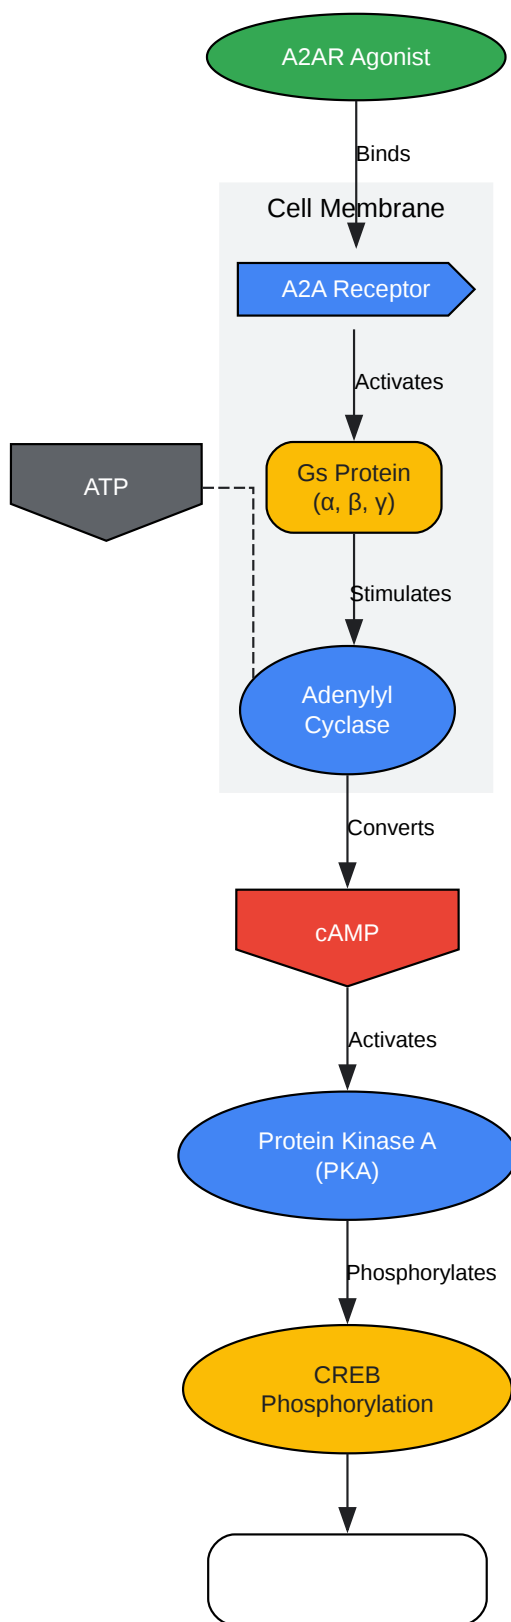 A2AR Agonist
Binds
Cell Membrane
A2A Receptor
Activates
Gs Protein
(α, β, γ)
ATP
Stimulates
Adenylyl
Cyclase
Converts
cAMP
Activates
Protein Kinase A
(PKA)
Phosphorylates
CREB
Phosphorylation